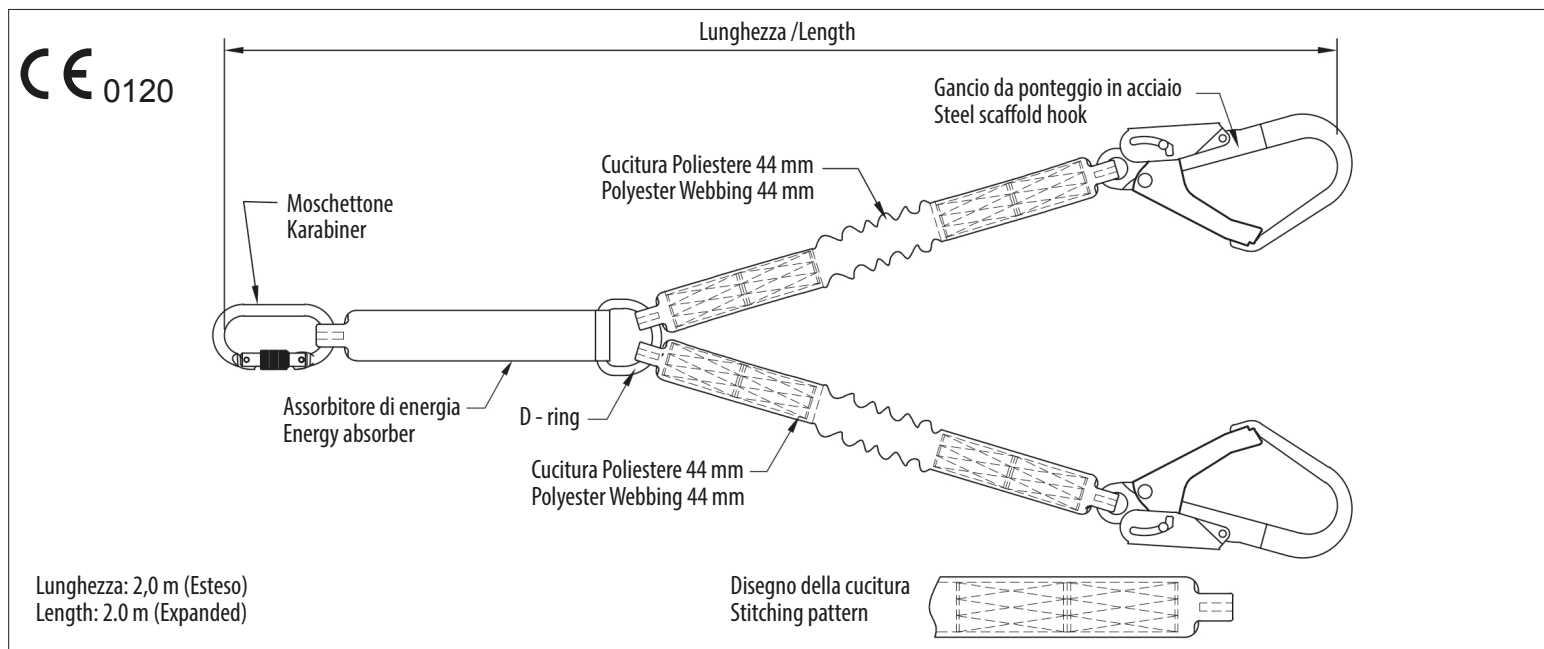 Lunghezza /Length
CE 0120
Gancio da ponteggio in acciaio
Steel scaffold hook
Cucitura Poliestere 44 mm
Polyester Webbing 44 mm
Moschettone
Karabiner
Assorbitore di energia
Energy absorber
D - ring
Cucitura Poliestere 44 mm
Polyester Webbing 44 mm
Lunghezza: 2,0 m (Esteso)
Length: 2.0 m (Expanded)
Disegno della cucitura
Stitching pattern